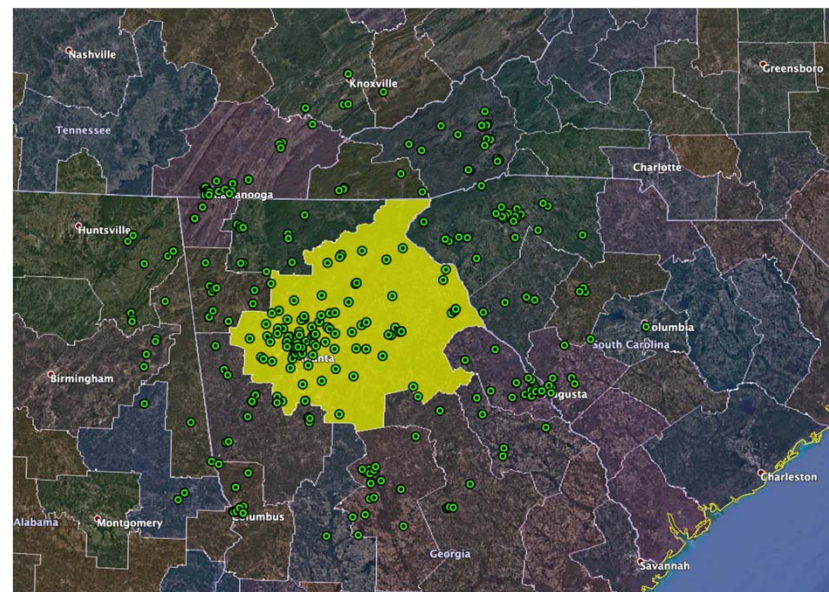 Nashville
Knoxville
Greensboro
Tennessee
Charlotte
Huntsville
Columbia
South Carolina
Birmingham
Charleston
Columbus
Montgomery
Alabama
Georgia
Savannah